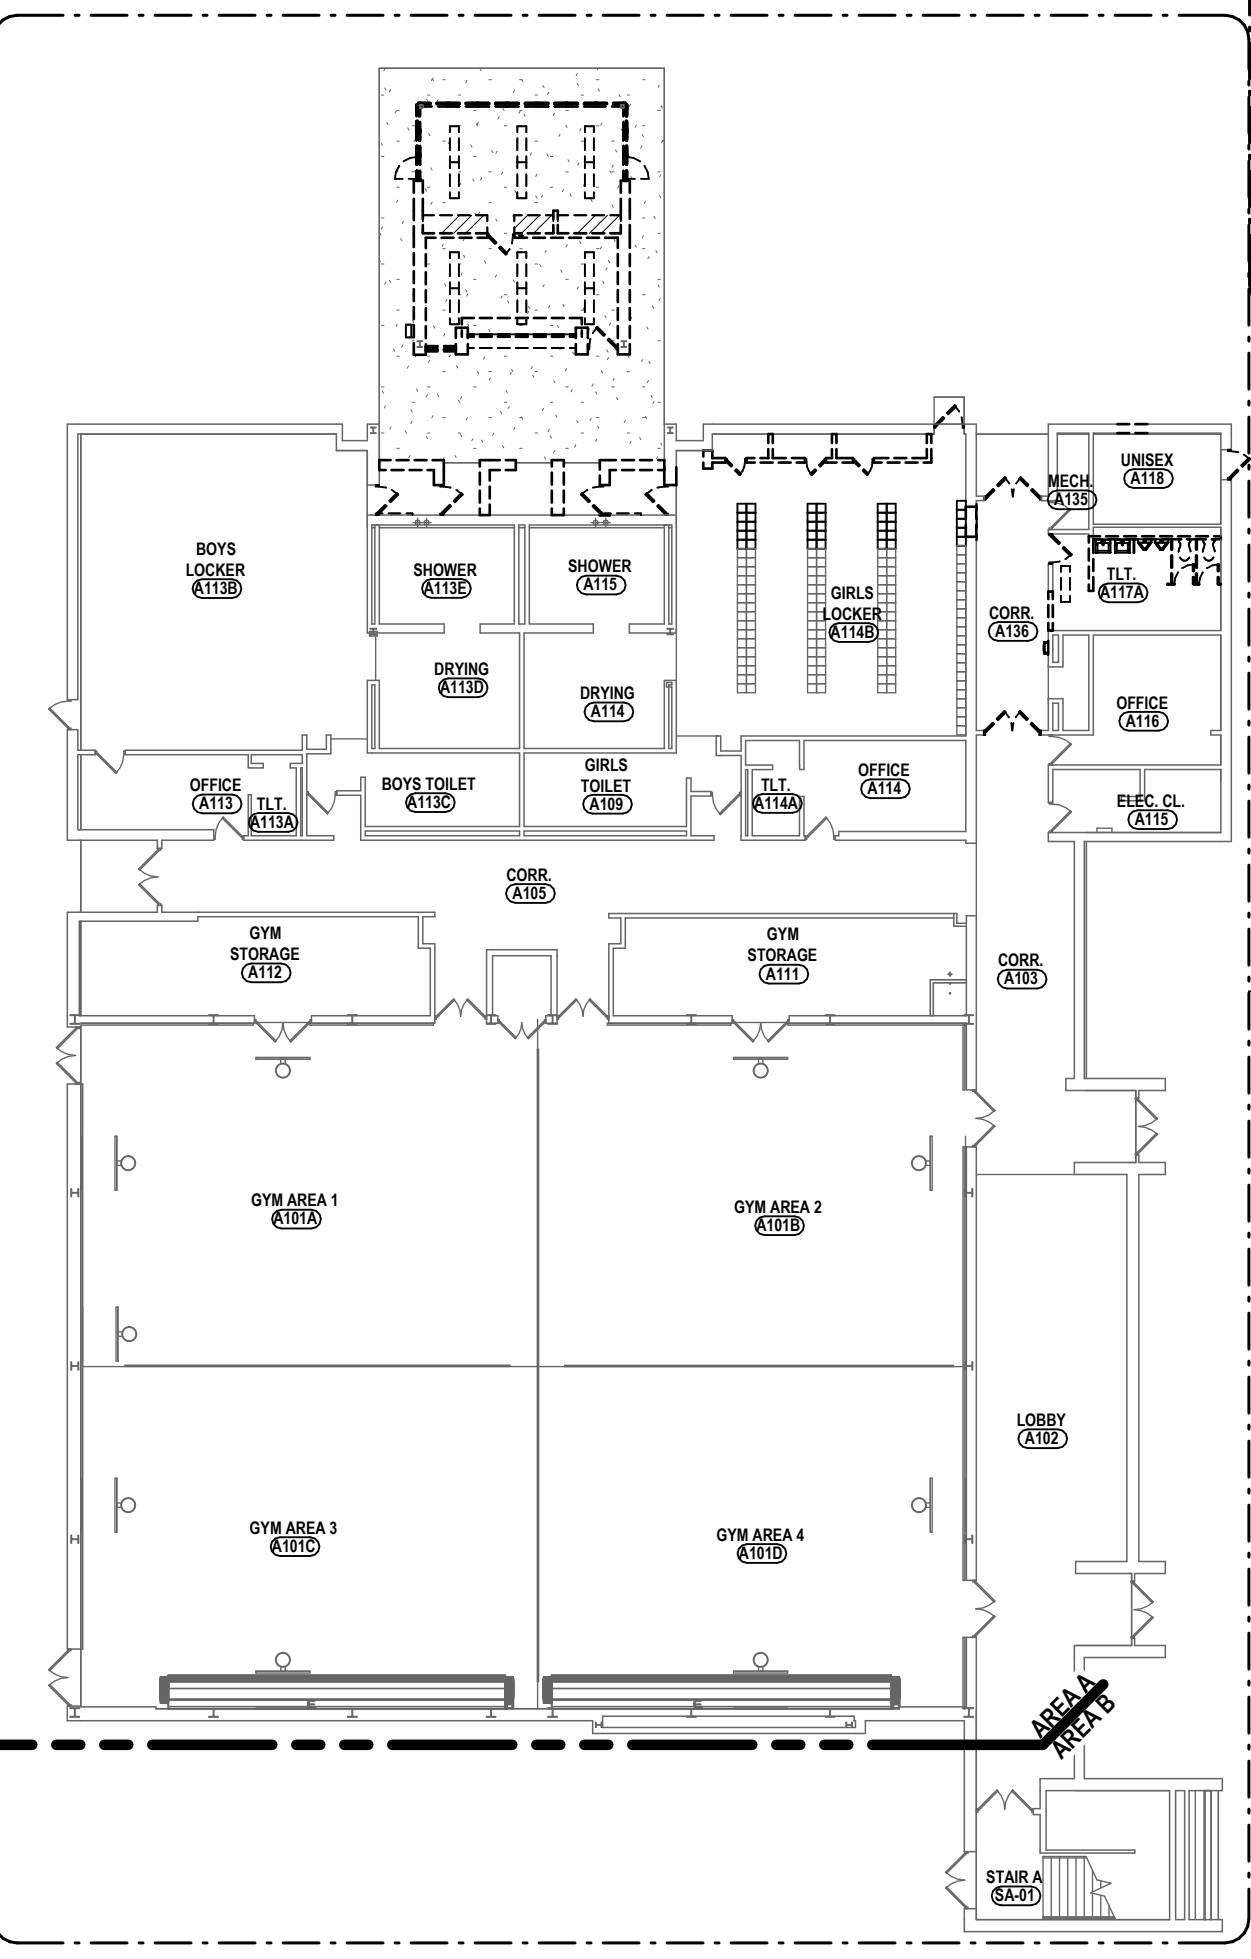 UNISEX
A118
MECH.
A135
BOYS
LOCKER
A113B
SHOWER
A113E
SHOWER
A115
GIRLS
LOCKER
A114B
TLT.
A117A
CORR.
A136
DRYING
A113D
DRYING
A114
OFFICE
A116
OFFICE
A113
TLT.
A113A
BOYS TOILET
A113C
GIRLS
TOILET
A109
TLT.
A114A
OFFICE
A114
ELEC. CL.
A115
CORR.
A105
GYM
STORAGE
A112
GYM
STORAGE
A111
CORR.
A103
GYM AREA 1
A101A
GYM AREA 2
A101B
LOBBY
A102
GYM AREA 3
A101C
GYM AREA 4
A101D
AREA A
AREA B
STAIR A
SA-01